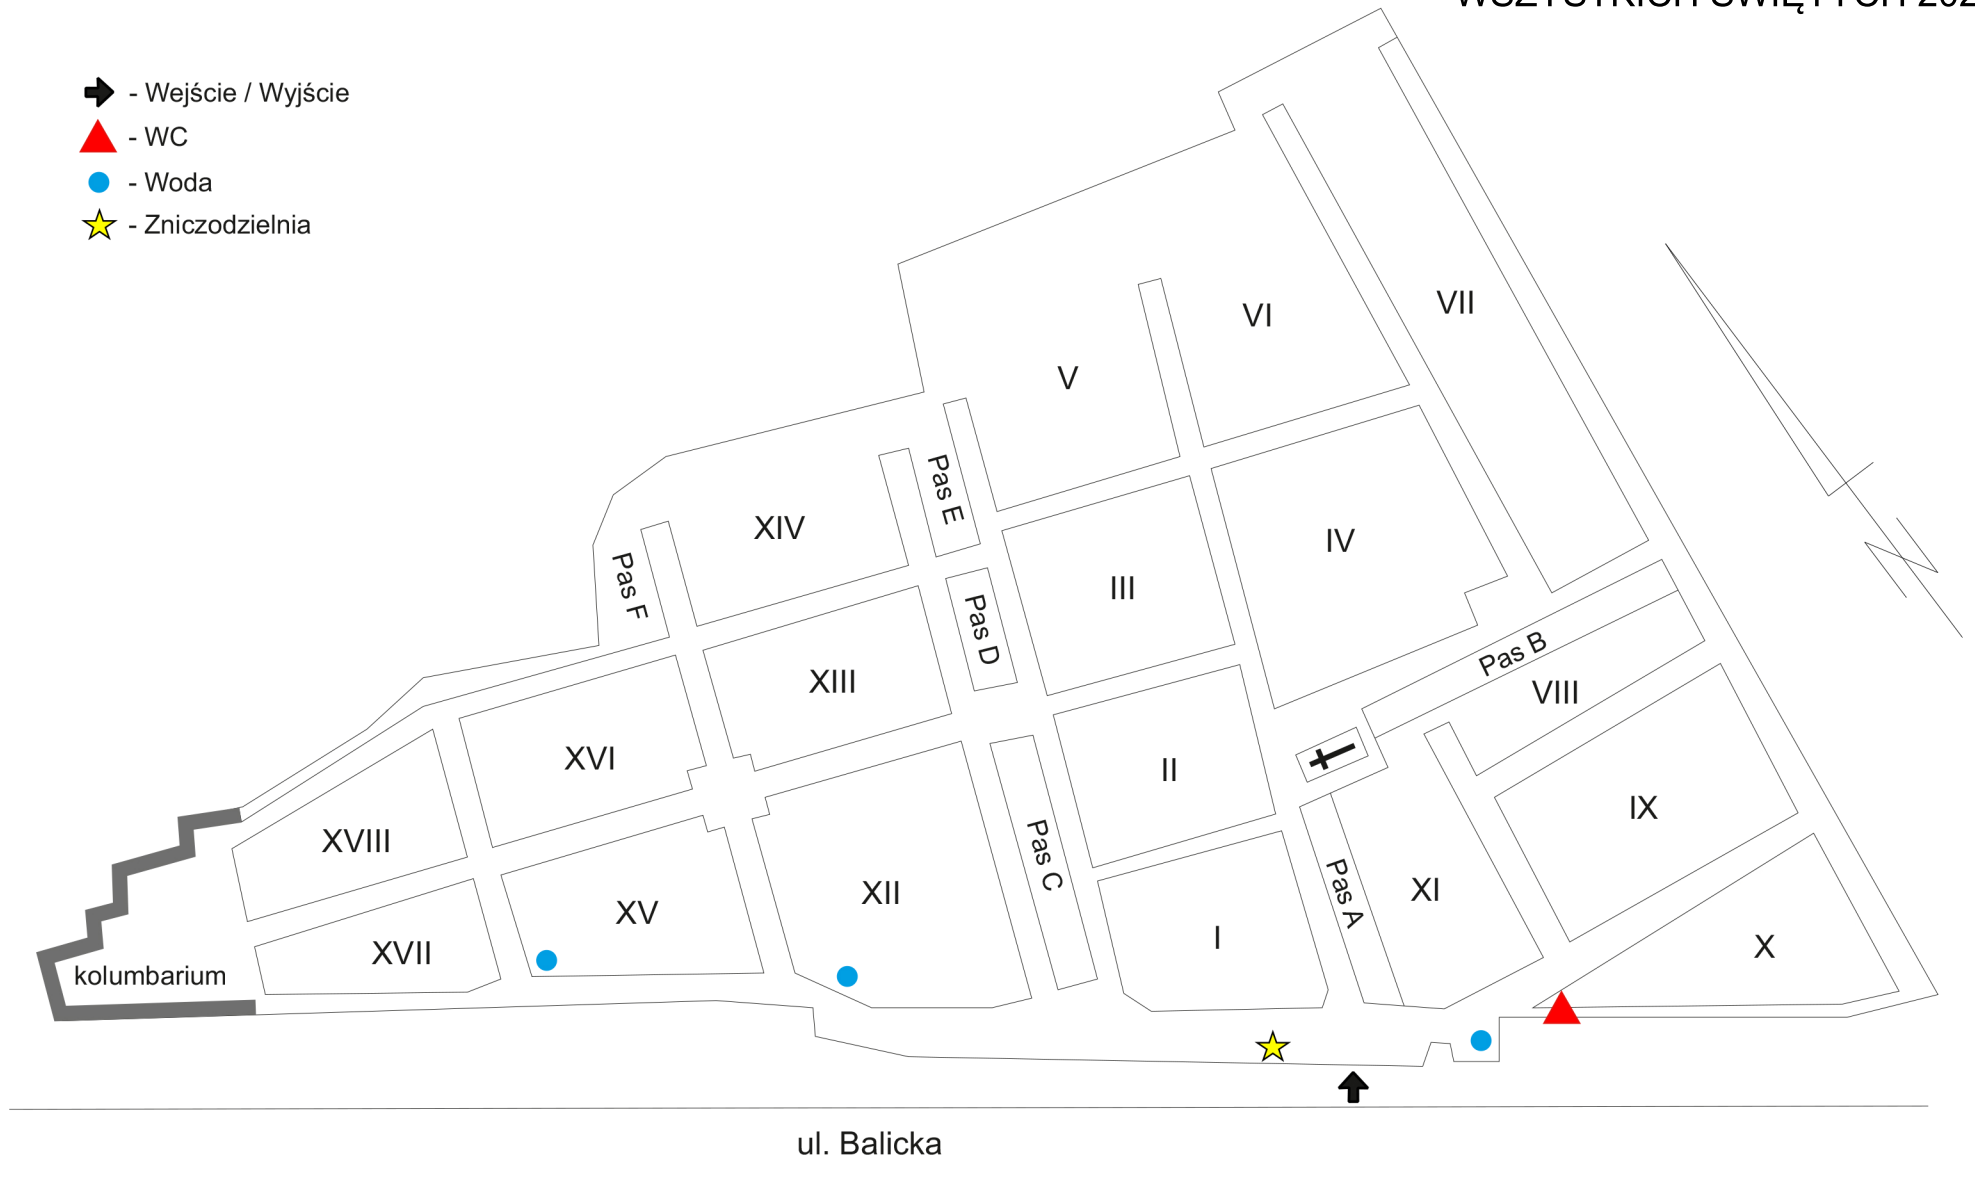 - Wejście / Wyjście
- WC
- Woda
- Zniczodzielnia
VII
VI
V
Pas E
XIV
IV
Pas F
III
Pas D
Pas B
XIII
VIII
XVI
II
IX
XVIII
Pas C
Pas A
XI
XII
XV
I
X
XVII
kolumbarium
N
ul. Balicka